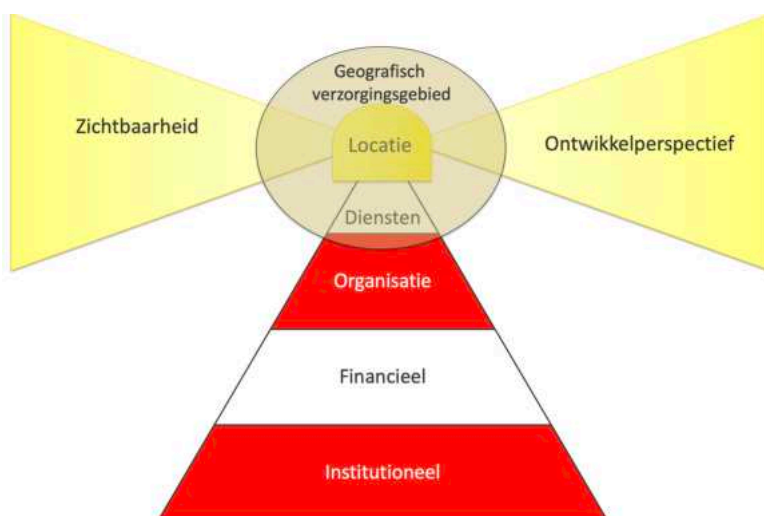 Geografisch
verzorgingsgebied
Zichtbaarheid
Locatie
Ontwikkelperspectief
Diensten
Organisatie
Financieel
Institutioneel